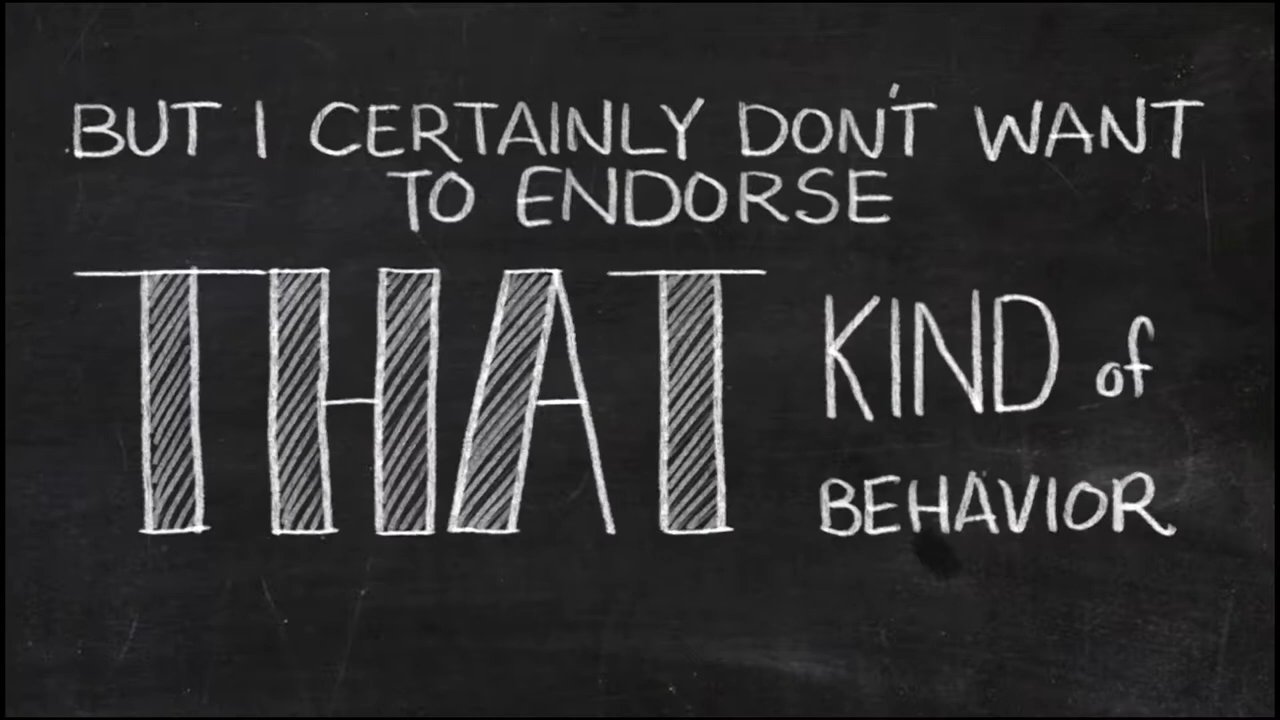 BUT I CERTAINLY DON'T WANT
TO ENDORSE
THAT KIND of
BEHAVIOR